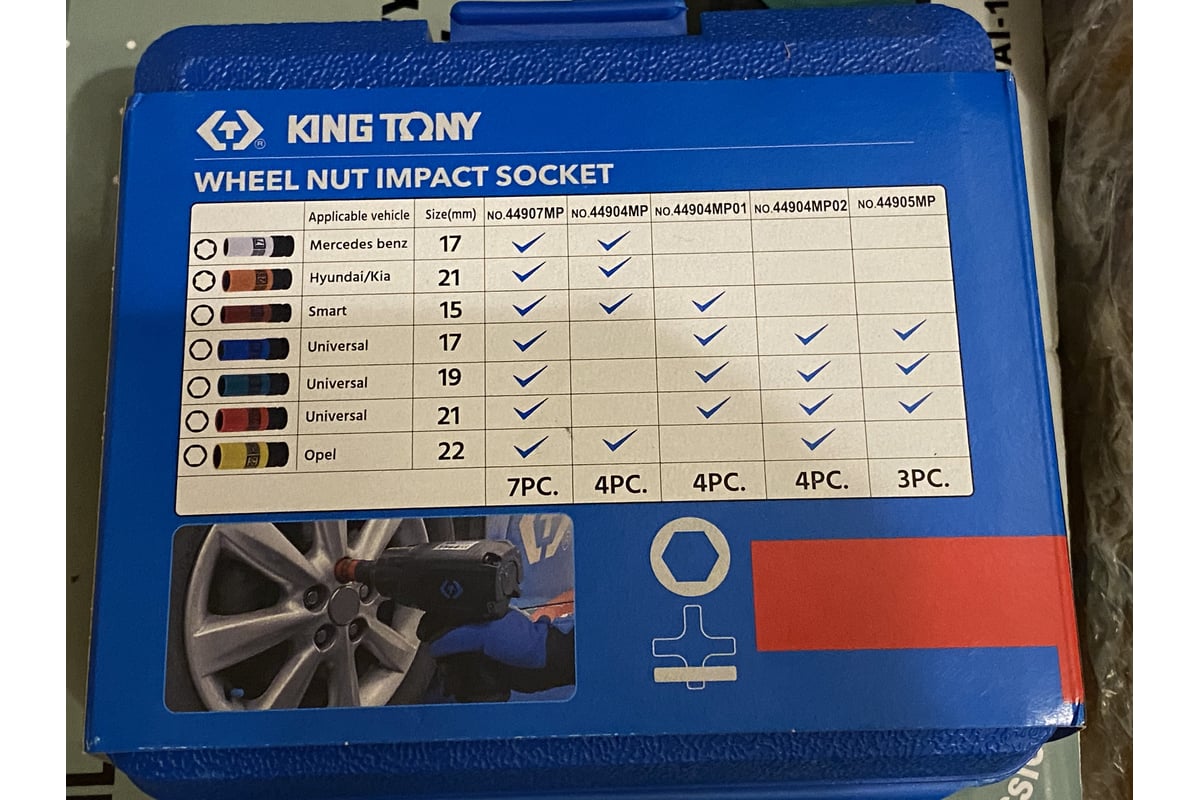 KING TONY
WHEEL NUT IMPACT SOCKET
Applicable vehicle Size(mm) NO.44907MP NO.44904MP NO.44904MP01 NO.44904MP02 NO.44905MP
Mercedes benz 17 ✓ ✓
Hyundai/Kia 21 ✓ ✓
Smart 15 ✓ ✓ ✓
Universal 17 ✓ ✓ ✓ ✓
Universal 19 ✓ ✓ ✓ ✓
Universal 21 ✓ ✓ ✓ ✓
Opel 22 ✓ ✓ ✓
7PC. 4PC. 4PC. 4PC. 3PC.